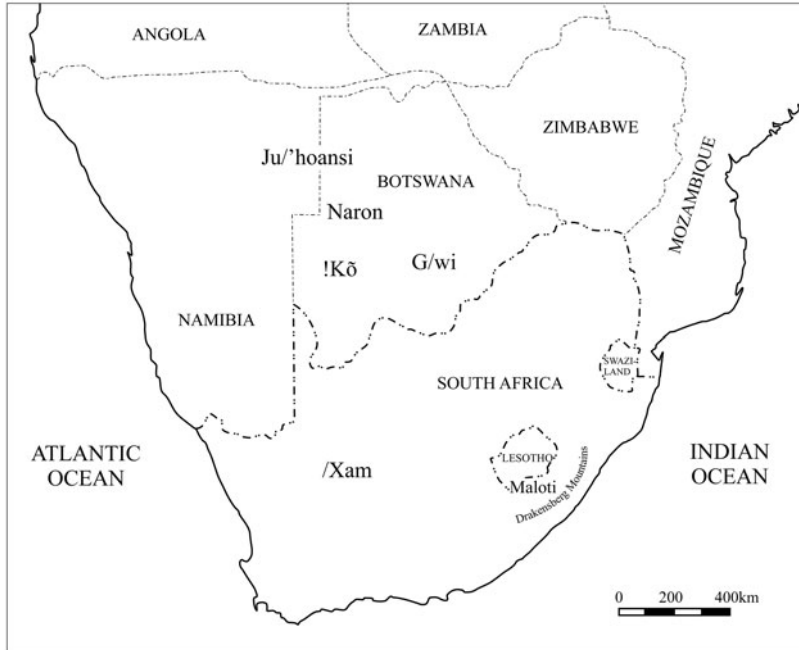 ANGOLA
ZAMBIA
ZIMBABWE
MOZAMBIQUE
Ju/’hoansi
BOTSWANA
Naron
!Kõ
G/wi
NAMIBIA
SWAZI-
LAND
SOUTH AFRICA
ATLANTIC
OCEAN
/Xam
LESOTHO
Maloti
Drakensberg Mountains
INDIAN
OCEAN
0 200 400km